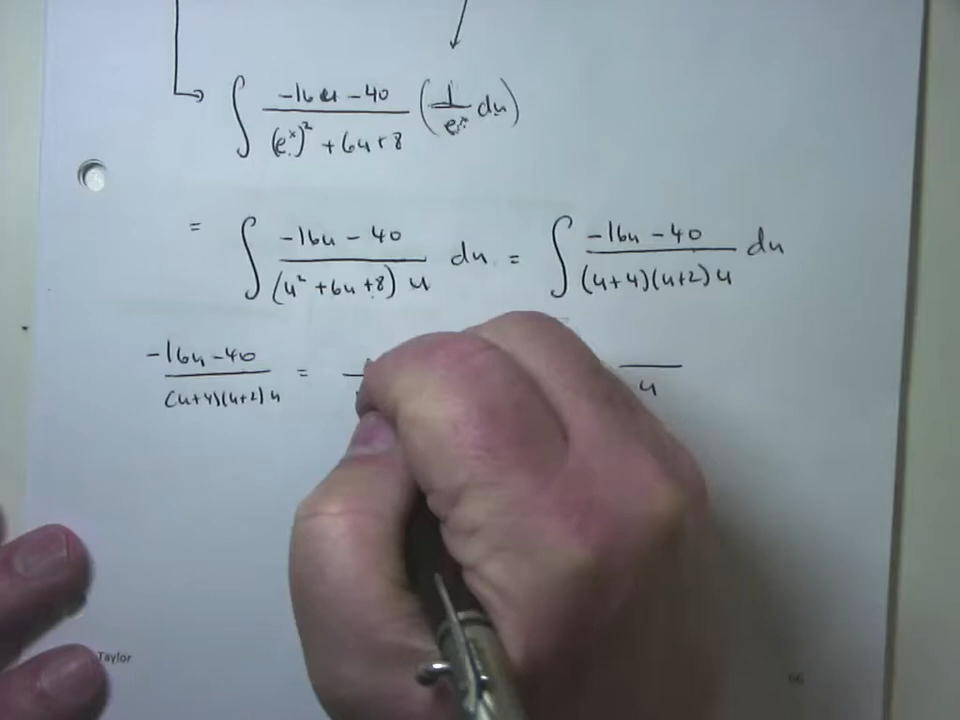 ∫ (-16u - 40)/((e^x)^2 + 6u + 8) (1/e^x du)
= ∫ (-16u - 40)/((u^2 + 6u + 8) u) du = ∫ (-16u - 40)/((u+4)(u+2)u) du
(-16u - 40)/((u+4)(u+2)u) = —— ——/u
Taylor
66